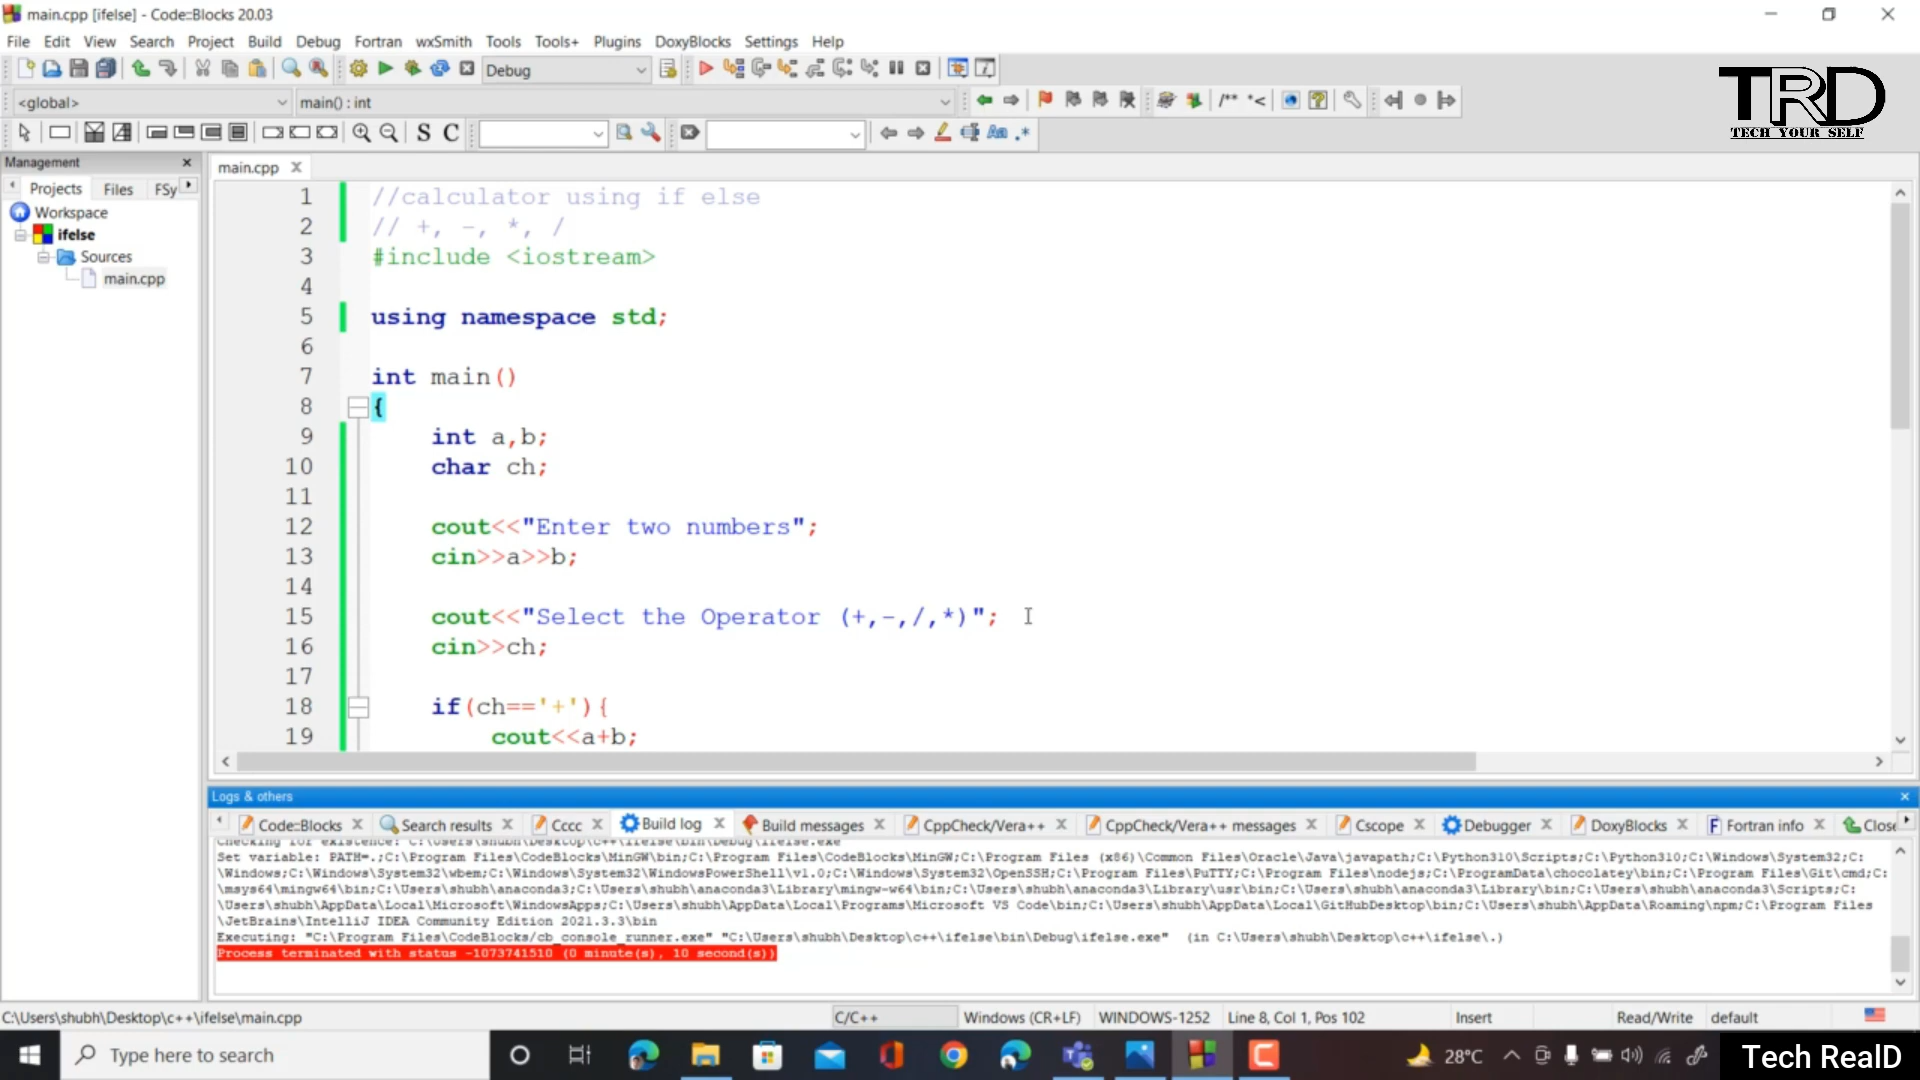 main.cpp [ifelse] - Code::Blocks 20.03
File Edit View Search Project Build Debug Fortran wxSmith Tools Tools+ Plugins DoxyBlocks Settings Help
Debug
TRD
TECH YOUR SELF
<global> main() : int
/** *<
S C Aa .*
Management
main.cpp
Projects Files FSy
Workspace
ifelse
Sources
main.cpp
1 //calculator using if else
2 // +, -, *, /
3 #include <iostream>
4
5 using namespace std;
6
7 int main()
8 {
9 int a,b;
10 char ch;
11
12 cout<<"Enter two numbers";
13 cin>>a>>b;
14
15 cout<<"Select the Operator (+,-,/,*)";
16 cin>>ch;
17
18 if(ch=='+'){
19 cout<<a+b;
Logs & others
Code::Blocks Search results Cccc Build log Build messages CppCheck/Vera++ CppCheck/Vera++ messages Cscope Debugger DoxyBlocks Fortran info Close
Checking for existence: C:\Users\shubh\Desktop\c++\ifelse\bin\Debug\ifelse.exe
Set variable: PATH=.;C:\Program Files\CodeBlocks\MinGW\bin;C:\Program Files\CodeBlocks\MinGW;C:\Program Files (x86)\Common Files\Oracle\Java\javapath;C:\Python310\Scripts;C:\Python310;C:\Windows\System32;C:
\Windows;C:\Windows\System32\wbem;C:\Windows\System32\WindowsPowerShell\v1.0;C:\Windows\System32\OpenSSH;C:\Program Files\PuTTY;C:\Program Files\nodejs;C:\ProgramData\chocolatey\bin;C:\Program Files\Git\cmd;C:
\msys64\mingw64\bin;C:\Users\shubh\anaconda3;C:\Users\shubh\anaconda3\Library\mingw-w64\bin;C:\Users\shubh\anaconda3\Library\usr\bin;C:\Users\shubh\anaconda3\Library\bin;C:\Users\shubh\anaconda3\Scripts;C:
\Users\shubh\AppData\Local\Microsoft\WindowsApps;C:\Users\shubh\AppData\Local\Programs\Microsoft VS Code\bin;C:\Users\shubh\AppData\Local\GitHubDesktop\bin;C:\Users\shubh\AppData\Roaming\npm;C:\Program Files
\JetBrains\IntelliJ IDEA Community Edition 2021.3.3\bin
Executing: "C:\Program Files\CodeBlocks/cb_console_runner.exe" "C:\Users\shubh\Desktop\c++\ifelse\bin\Debug\ifelse.exe" (in C:\Users\shubh\Desktop\c++\ifelse\.)
Process terminated with status -1073741510 (0 minute(s), 10 second(s))
C:\Users\shubh\Desktop\c++\ifelse\main.cpp C/C++ Windows (CR+LF) WINDOWS-1252 Line 8, Col 1, Pos 102 Insert Read/Write default
Type here to search 28°C Tech RealD